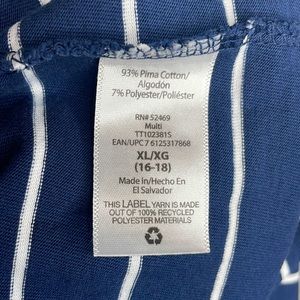 93% Pima Cotton/
Algodón
7% Polyester/Poliéster
RN# 52469
Multi
TT102381S
EAN/UPC 7 6125317868
XL/XG
(16-18)
Made in/Hecho En
El Salvador
THIS LABEL YARN IS MADE
OUT OF 100% RECYCLED
POLYESTER MATERIALS